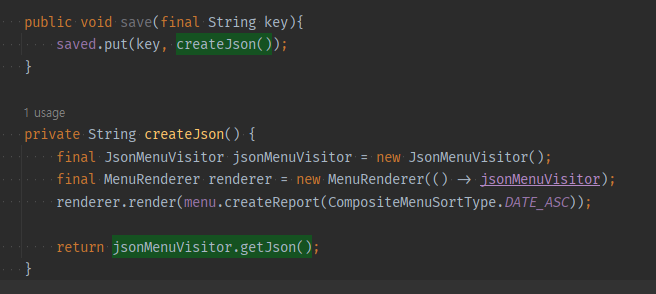 public void save(final String key){
saved.put(key, createJson());
}
1 usage
private String createJson() {
final JsonMenuVisitor jsonMenuVisitor = new JsonMenuVisitor();
final MenuRenderer renderer = new MenuRenderer(() → jsonMenuVisitor);
renderer.render(menu.createReport(CompositeMenuSortType.DATE_ASC));
return jsonMenuVisitor.getJson();
}